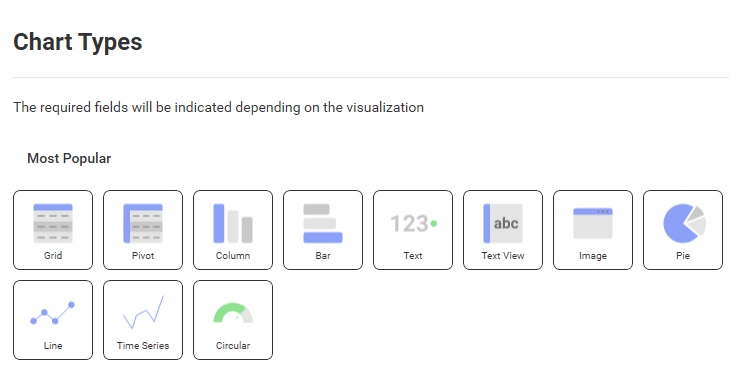 Chart Types
The required fields will be indicated depending on the visualization
Most Popular
123
abc
Grid
Pivot
Column
Bar
Text
Text View
Image
Pie
Line
Time Series
Circular